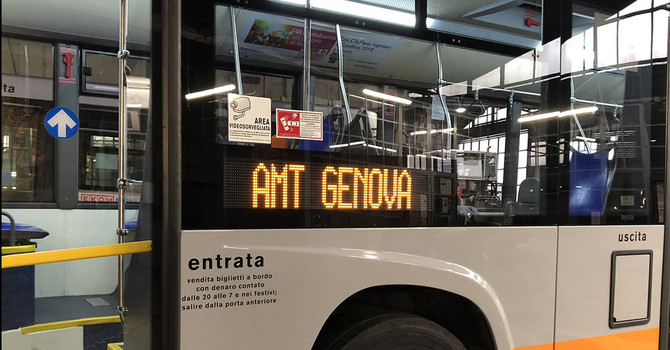 AREA
VIDEOSORVEGLIATA
AMT GENOVA
entrata
vendita biglietti a bordo
con denaro contato
dalle 20 alle 7 e nei festivi;
salire dalla porta anteriore
uscita